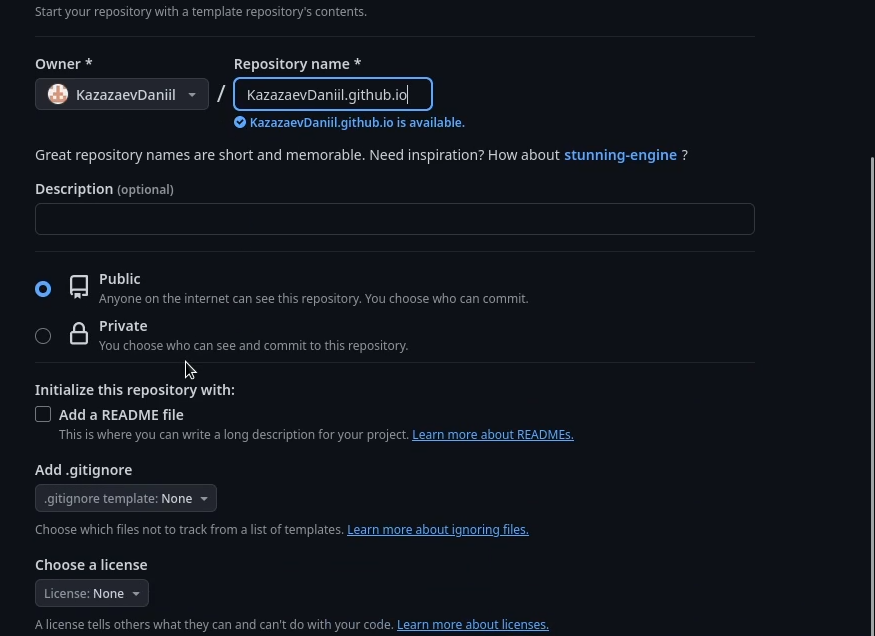 Start your repository with a template repository's contents.
Owner * Repository name *
KazazaevDaniil / KazazaevDaniil.github.io
KazazaevDaniil.github.io is available.
Great repository names are short and memorable. Need inspiration? How about stunning-engine ?
Description (optional)
Public
Anyone on the internet can see this repository. You choose who can commit.
Private
You choose who can see and commit to this repository.
Initialize this repository with:
Add a README file
This is where you can write a long description for your project. Learn more about READMEs.
Add .gitignore
.gitignore template: None
Choose which files not to track from a list of templates. Learn more about ignoring files.
Choose a license
License: None
A license tells others what they can and can't do with your code. Learn more about licenses.